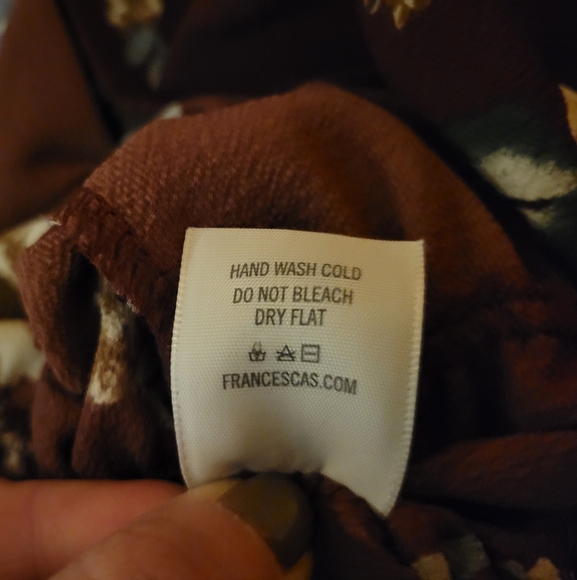 HAND WASH COLD
DO NOT BLEACH
DRY FLAT
FRANCESCAS.COM